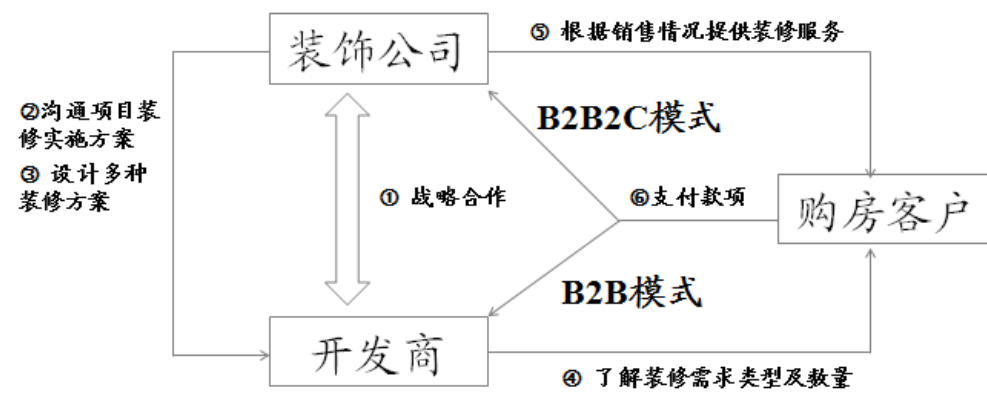 装饰公司
⑤ 根据销售情况提供装修服务
B2B2C模式
②沟通项目装
修实施方案
③ 设计多种
装修方案
① 战略合作
⑥支付款项
购房客户
B2B模式
开发商
④ 了解装修需求类型及数量